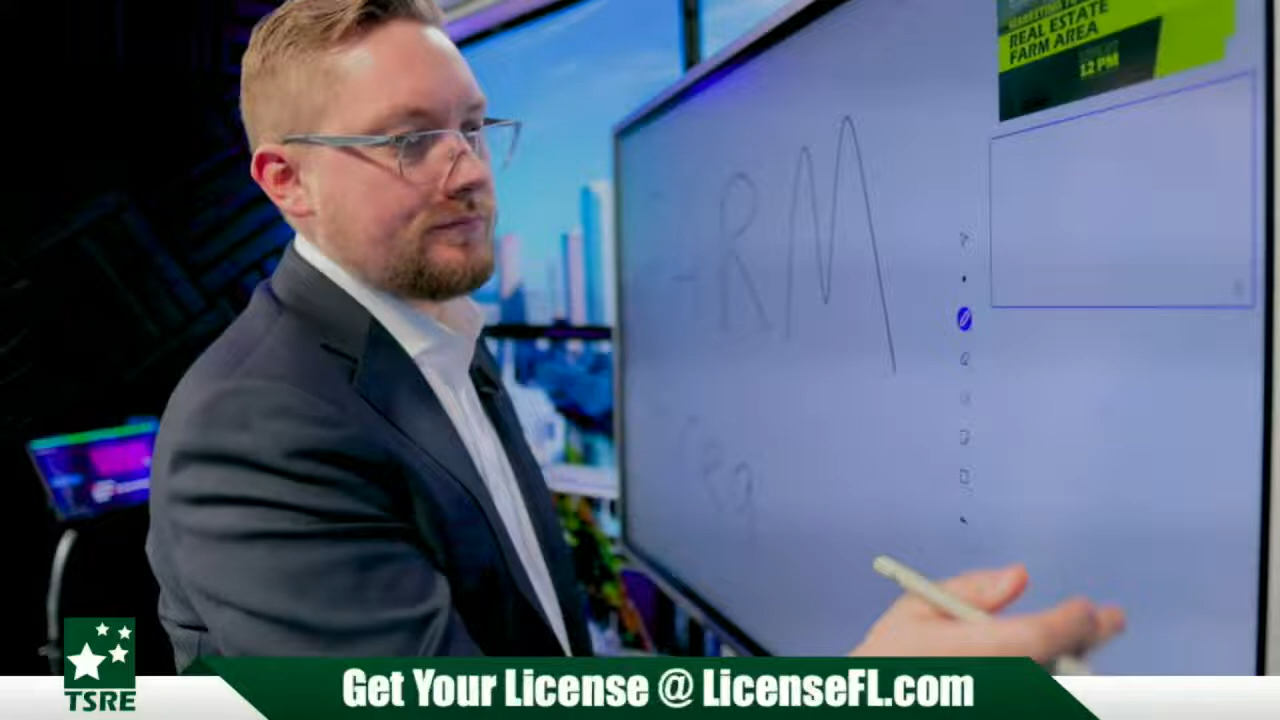 REAL ESTATE
FARM AREA
12 PM
RM
TSRE
Get Your License @ LicenseFL.com